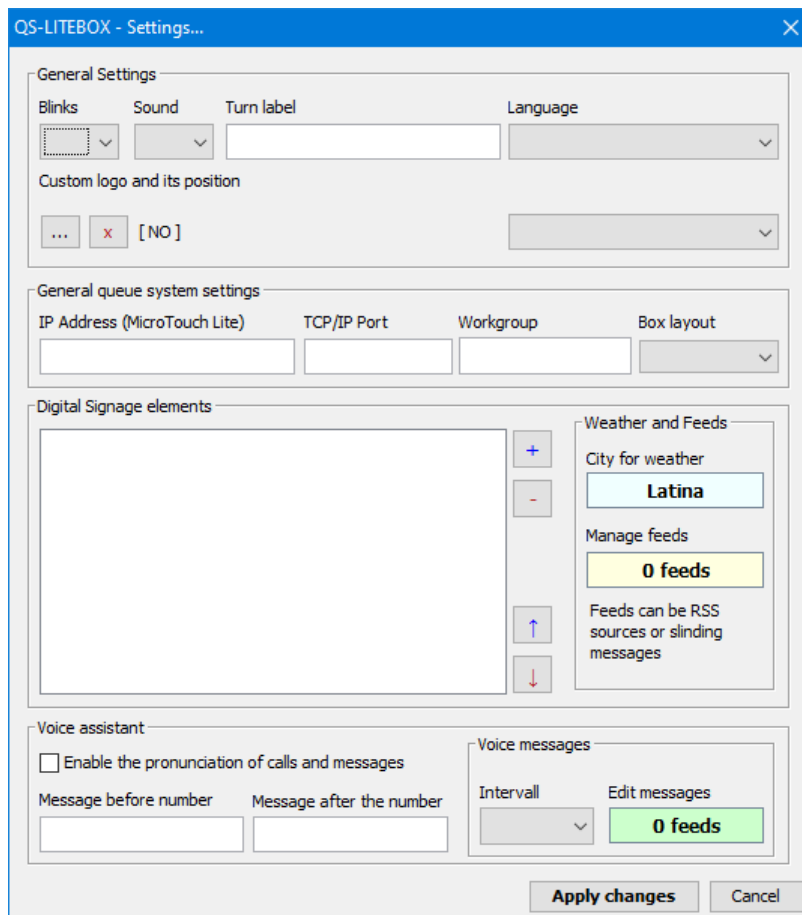 QS-LITEBOX - Settings...
General Settings
Blinks Sound Turn label Language
Custom logo and its position
... x [ NO ]
General queue system settings
IP Address (MicroTouch Lite) TCP/IP Port Workgroup Box layout
Digital Signage elements
+
-
↑
↓
Weather and Feeds
City for weather
Latina
Manage feeds
0 feeds
Feeds can be RSS
sources or slinding
messages
Voice assistant
Enable the pronunciation of calls and messages
Message before number Message after the number
Voice messages
Intervall Edit messages
0 feeds
Apply changes Cancel